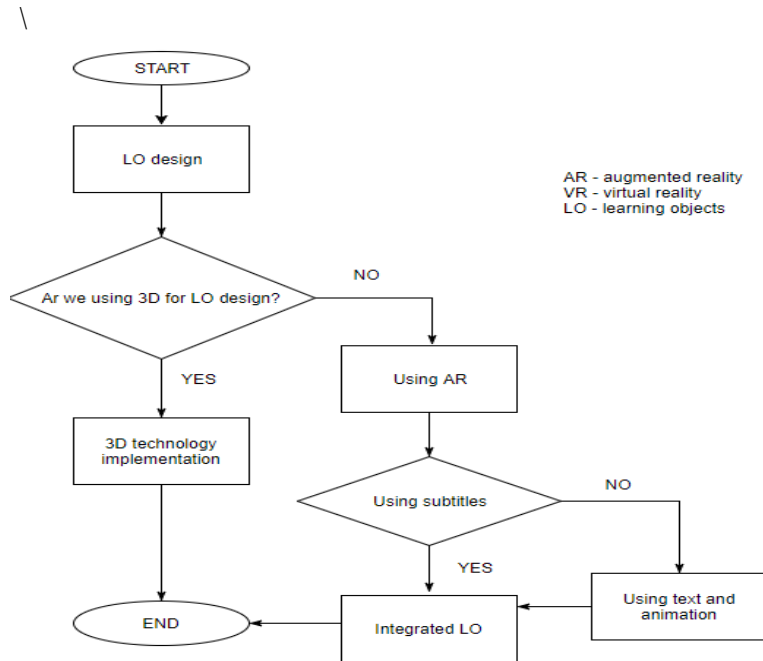 \
START
LO design
AR - augmented reality
VR - virtual reality
LO - learning objects
NO
Ar we using 3D for LO design?
YES
Using AR
3D technology
implementation
Using subtitles
NO
YES
Using text and
animation
END
Integrated LO